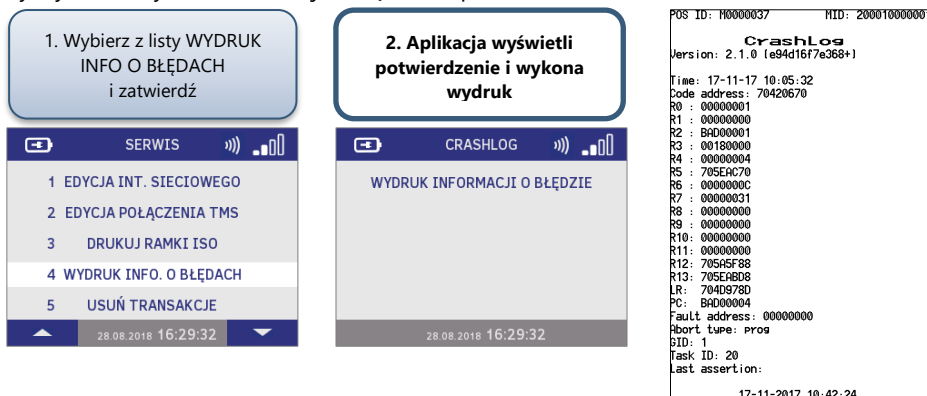 1. Wybierz z listy WYDRUK
INFO O BŁĘDACH
i zatwierdź
2. Aplikacja wyświetli
potwierdzenie i wykona
wydruk
SERWIS
1 EDYCJA INT. SIECIOWEGO
2 EDYCJA POŁĄCZENIA TMS
3 DRUKUJ RAMKI ISO
4 WYDRUK INFO. O BŁĘDACH
5 USUŃ TRANSAKCJE
28.08.2018 16:29:32
CRASHLOG
WYDRUK INFORMACJI O BŁĘDZIE
28.08.2018 16:29:32
POS ID: M0000037 MID: 20001000000
CrashLog
Version: 2.1.0 (e94d16f7e368+)
Time: 17-11-17 10:05:32
Code address: 70420670
R0 : 00000001
R1 : 00000000
R2 : BAD00001
R3 : 00180000
R4 : 00000004
R5 : 705EAC70
R6 : 0000000C
R7 : 00000031
R8 : 00000000
R9 : 00000000
R10: 00000000
R11: 00000000
R12: 705A5F88
R13: 705EABD8
LR: 704D978D
PC: BAD00004
Fault address: 00000000
Abort type: prog
GID: 1
Task ID: 20
Last assertion:
17-11-2017 10:42:24